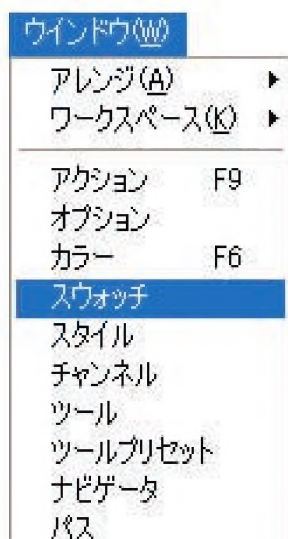 ウインドウ(W)
アレンジ(A)
ワークスペース(K)
アクション F9
オプション
カラー F6
スウォッチ
スタイル
チャンネル
ツール
ツールプリセット
ナビゲータ
パス